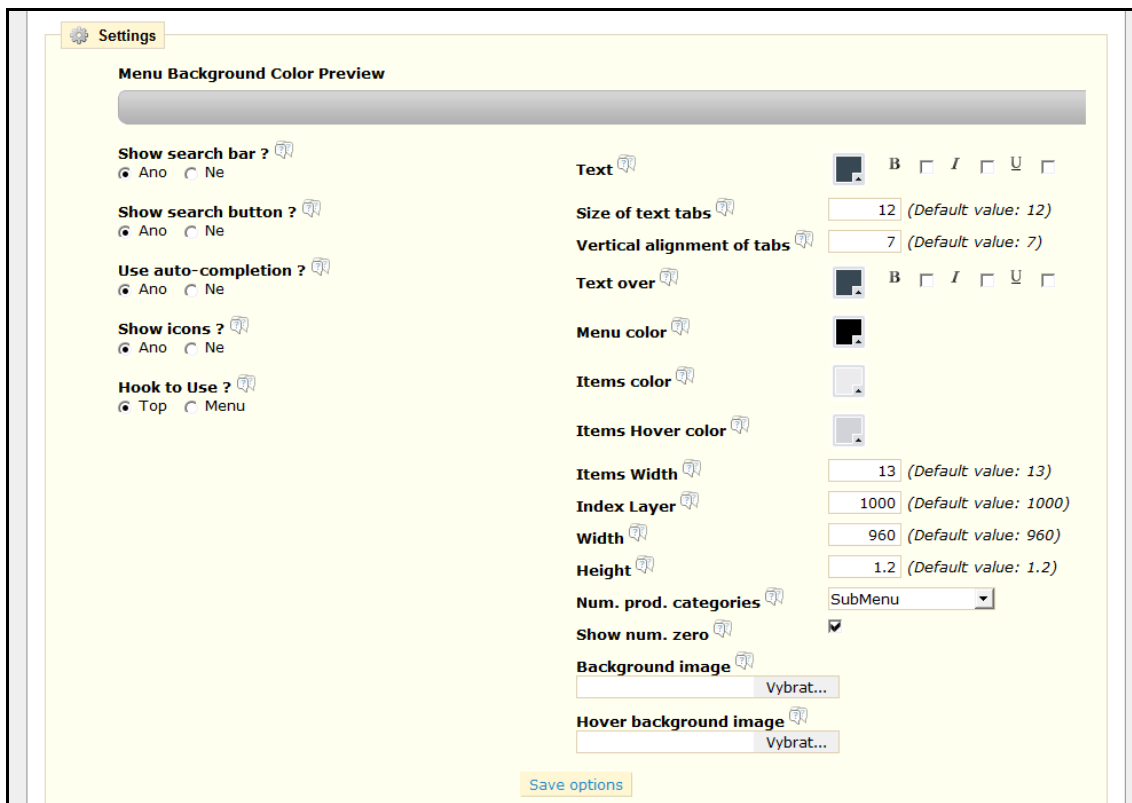 Settings
Menu Background Color Preview
Show search bar ?
Ano Ne
Show search button ?
Ano Ne
Use auto-completion ?
Ano Ne
Show icons ?
Ano Ne
Hook to Use ?
Top Menu
Text B I U
Size of text tabs 12 (Default value: 12)
Vertical alignment of tabs 7 (Default value: 7)
Text over B I U
Menu color
Items color
Items Hover color
Items Width 13 (Default value: 13)
Index Layer 1000 (Default value: 1000)
Width 960 (Default value: 960)
Height 1.2 (Default value: 1.2)
Num. prod. categories SubMenu
Show num. zero
Background image
Vybrat...
Hover background image
Vybrat...
Save options